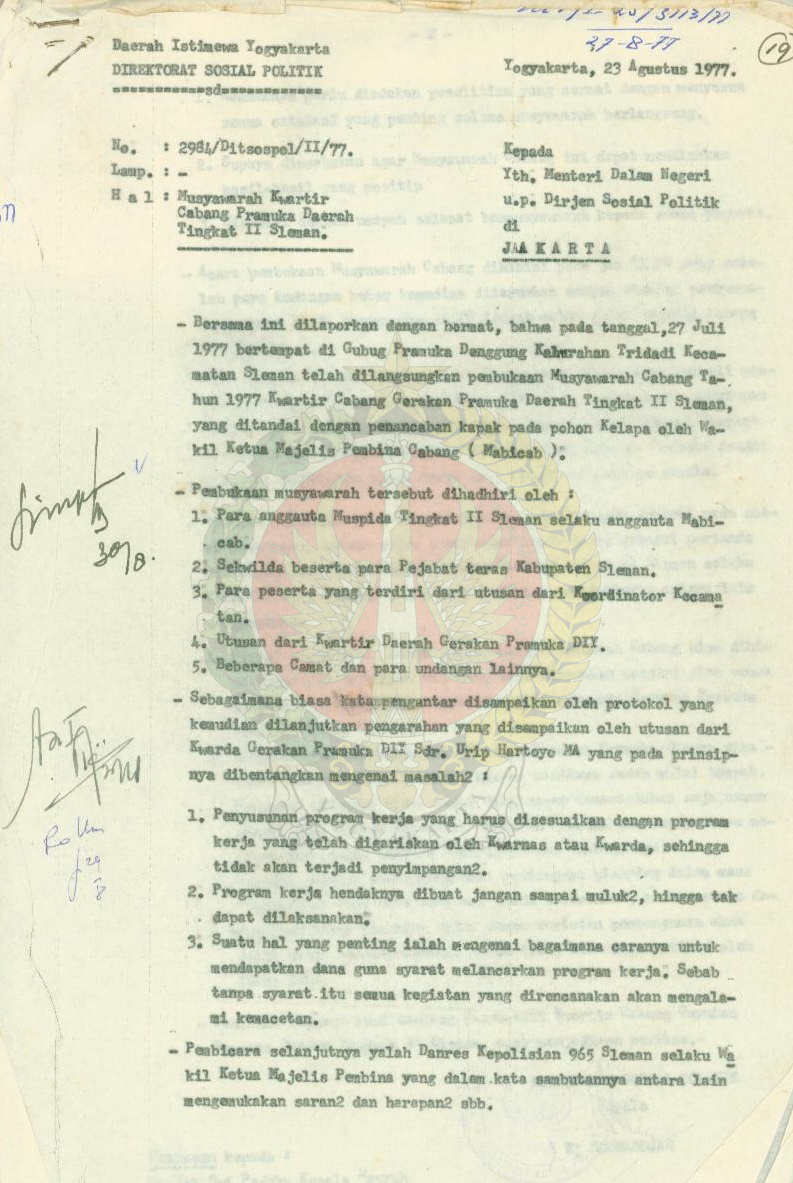 27-8-77
19
Daerah Istimewa Yogyakarta
DIREKTORAT SOSIAL POLITIK
===========sd============
Yogyakarta, 23 Agustus 1977.
No. : 2984/Ditsospol/II/77.
Lamp. : -
H a l : Musyawarah Kwartir
Cabang Pramuka Daerah
Tingkat II Sleman.
Kepada
Yth. Menteri Dalam Negeri
u.p. Dirjen Sosial Politik
di
JAAKARTA
- Bersama ini dilaporkan dengan hormat, bahwa pada tanggal,27 Juli
1977 bertempat di Gubug Pramuka Denggung Kalurahan Tridadi Keca-
matan Sleman telah dilangsungkan pembukaan Musyawarah Cabang Ta-
hun 1977 Kwartir Cabang Gerakan Pramuka Daerah Tingkat II Sleman,
yang ditandai dengan penancaban kapak pada pohon Kelapa oleh Wa-
kil Ketua Majelis Pembina Cabang ( Mabicab ).
- Pembukaan musyawarah tersebut dihadhiri oleh :
1. Para anggauta Muspida Tingkat II Sleman selaku anggauta Mabi-
cab.
2. Sekwilda beserta para Pejabat teras Kabupaten Sleman.
3. Para peserta yang terdiri dari utusan dari Koordinator Kecama
tan.
4. Utusan dari Kwartir Daerah Gerakan Pramuka DIY.
5. Beberapa Camat dan para undangan lainnya.
- Sebagaimana biasa kata pengantar disampaikan oleh protokol yang
kemudian dilanjutkan pengarahan yang disampaikan oleh utusan dari
Kwarda Gerakan Pramuka DIY Sdr. Urip Hartoyo MA yang pada prinsip-
nya dibentangkan mengenai masalah2 :
1. Penyusunan program kerja yang harus disesuaikan dengan program
kerja yang telah digariskan oleh Kwarnas atau Kwarda, sehingga
tidak akan terjadi penyimpangan2.
2. Program kerja hendaknya dibuat jangan sampai muluk2, hingga tak
dapat dilaksanakan.
3. Suatu hal yang penting ialah mengenai bagaimana caranya untuk
mendapatkan dana guna syarat melancarkan program kerja. Sebab
tanpa syarat itu semua kegiatan yang direncanakan akan mengala-
mi kemacetan.
- Pembicara selanjutnya yalah Danres Kepolisian 965 Sleman selaku Wa
kil Ketua Majelis Pembina yang dalam kata sambutannya antara lain
mengemukakan saran2 dan harapan2 sbb.